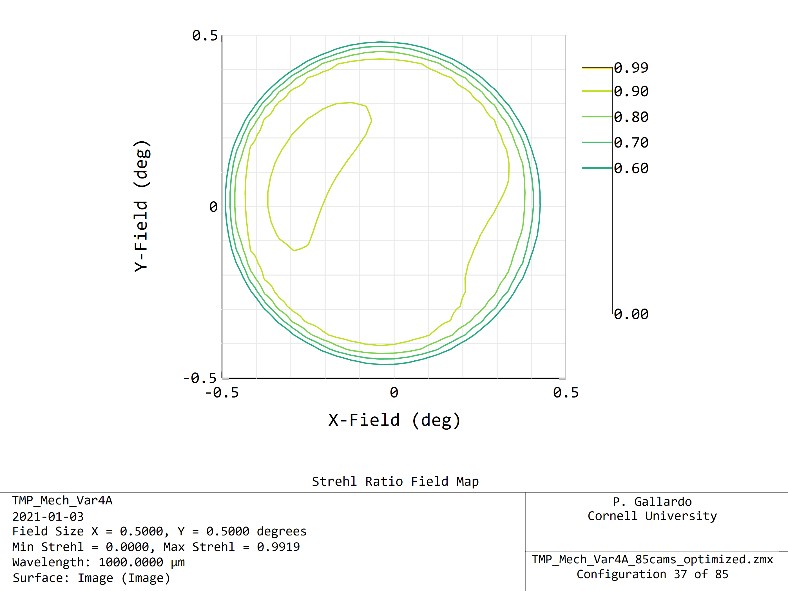 0.5
0
-0.5
-0.5
0
0.5
Y-Field (deg)
X-Field (deg)
0.99
0.90
0.80
0.70
0.60
0.00
Strehl Ratio Field Map
TMP_Mech_Var4A
2021-01-03
Field Size X = 0.5000, Y = 0.5000 degrees
Min Strehl = 0.0000, Max Strehl = 0.9919
Wavelength: 1000.0000 µm
Surface: Image (Image)
P. Gallardo
Cornell University
TMP_Mech_Var4A_85cams_optimized.zmx
Configuration 37 of 85